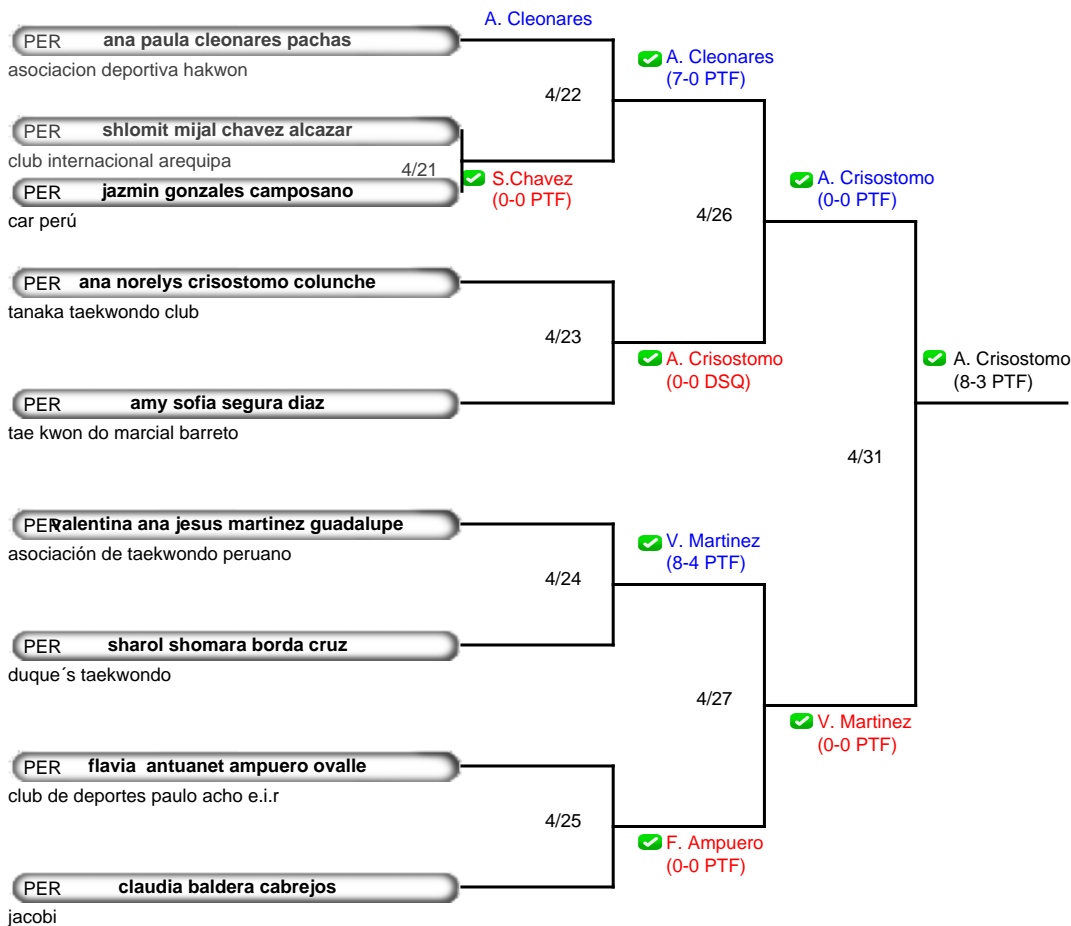 A. Cleonares
PER ana paula cleonares pachas
asociacion deportiva hakwon
A. Cleonares
(7-0 PTF)
4/22
PER shlomit mijal chavez alcazar
club internacional arequipa
4/21
S.Chavez
(0-0 PTF)
PER jazmin gonzales camposano
car perú
A. Crisostomo
(0-0 PTF)
4/26
PER ana norelys crisostomo colunche
tanaka taekwondo club
4/23
A. Crisostomo
(0-0 DSQ)
PER amy sofia segura diaz
tae kwon do marcial barreto
A. Crisostomo
(8-3 PTF)
4/31
PER valentina ana jesus martinez guadalupe
asociación de taekwondo peruano
V. Martinez
(8-4 PTF)
4/24
PER sharol shomara borda cruz
duque´s taekwondo
4/27
V. Martinez
(0-0 PTF)
PER flavia antuanet ampuero ovalle
club de deportes paulo acho e.i.r
4/25
F. Ampuero
(0-0 PTF)
PER claudia baldera cabrejos
jacobi